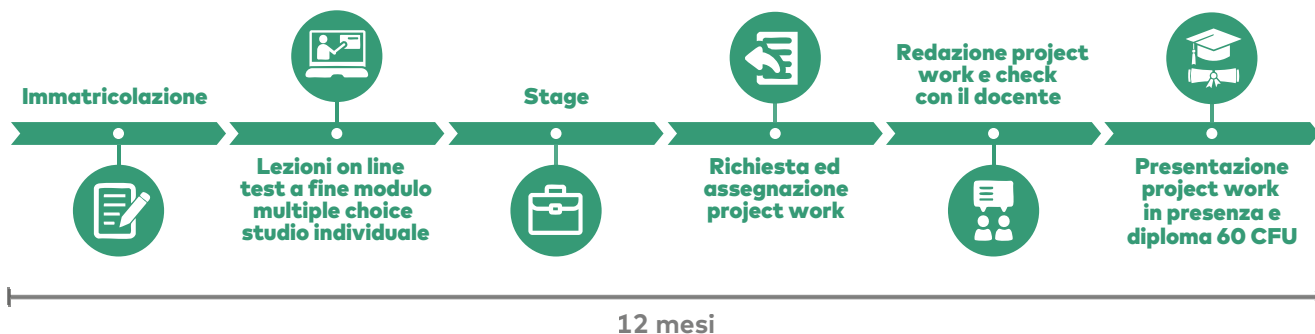 Immatricolazione
Lezioni on line
test a fine modulo
multiple choice
studio individuale
Stage
Richiesta ed
assegnazione
project work
Redazione project
work e check
con il docente
Presentazione
project work
in presenza e
diploma 60 CFU
12 mesi